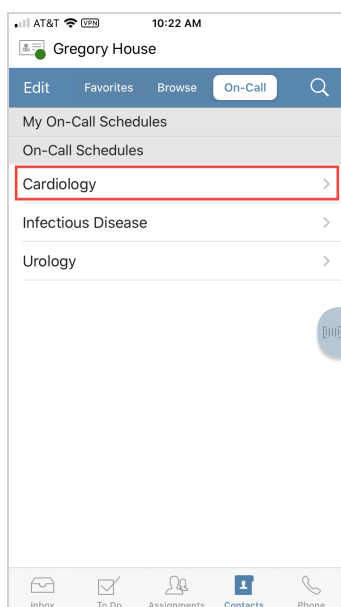 AT&T VPN 10:22 AM
Gregory House
Edit Favorites Browse On-Call
My On-Call Schedules
On-Call Schedules
Cardiology
Infectious Disease
Urology
Inbox To Do Assignments Contacts Phone